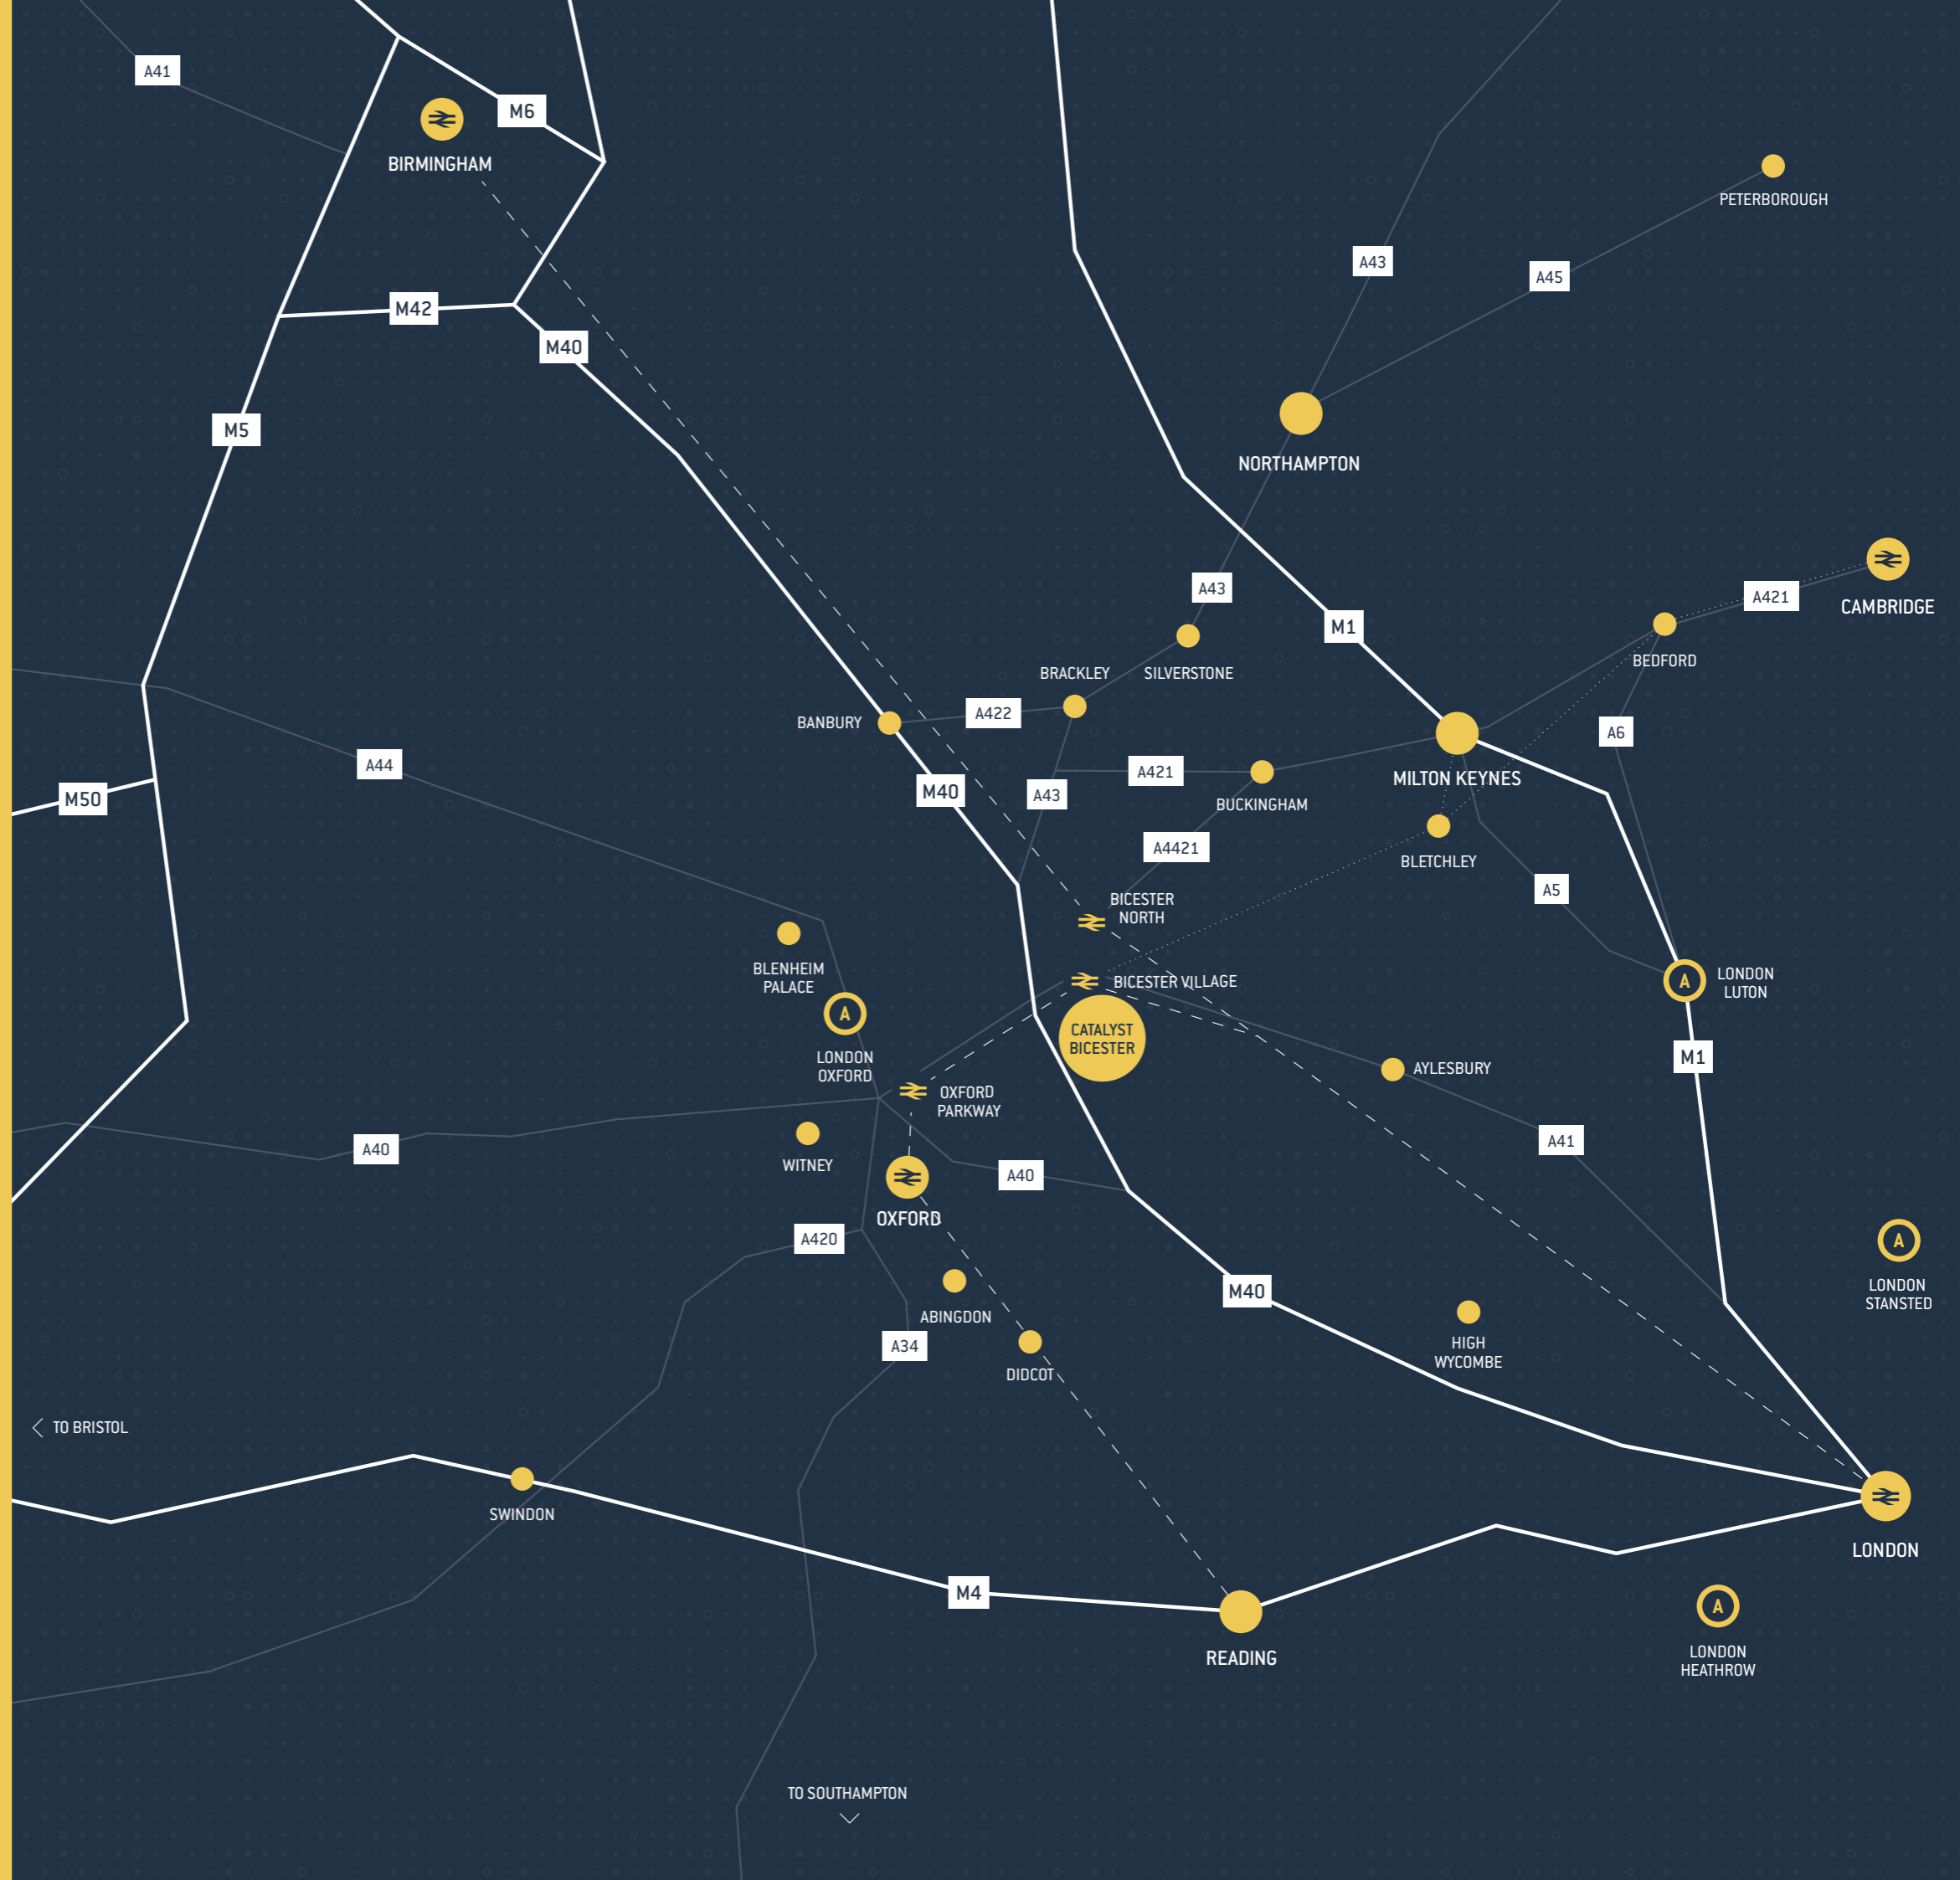 A41
M6
BIRMINGHAM
PETERBOROUGH
A43
A45
M42
M40
M5
NORTHAMPTON
A43
A421
CAMBRIDGE
M1
BEDFORD
BRACKLEY
SILVERSTONE
BANBURY
A422
A6
A44
A421
MILTON KEYNES
M50
M40
A43
BUCKINGHAM
A4421
BLETCHLEY
A5
BICESTER
NORTH
BLENHEIM
PALACE
BICESTER VILLAGE
A
LONDON
LUTON
A
CATALYST
BICESTER
LONDON
OXFORD
M1
AYLESBURY
OXFORD
PARKWAY
A40
WITNEY
A40
A41
OXFORD
A420
A
LONDON
STANSTED
M40
ABINGDON
A34
HIGH
WYCOMBE
DIDCOT
TO BRISTOL
SWINDON
LONDON
M4
A
READING
LONDON
HEATHROW
TO SOUTHAMPTON